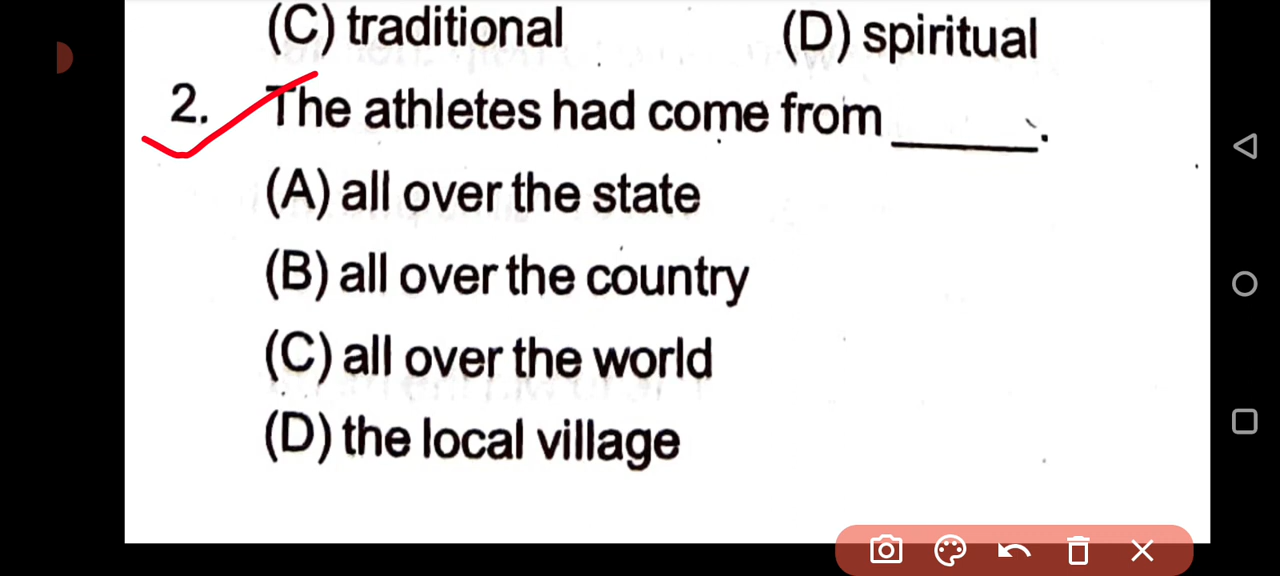 (C) traditional (D) spiritual
2. The athletes had come from ______.
(A) all over the state
(B) all over the country
(C) all over the world
(D) the local village